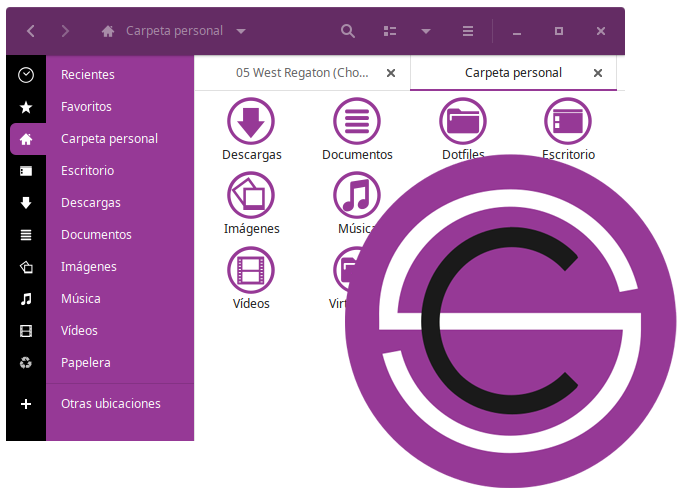 Carpeta personal
Recientes
Favoritos
Carpeta personal
Escritorio
Descargas
Documentos
Imágenes
Música
Vídeos
Papelera
Otras ubicaciones
05 West Regaton (Cho...
Carpeta personal
Descargas
Documentos
Dotfiles
Escritorio
Imágenes
Música
Vídeos